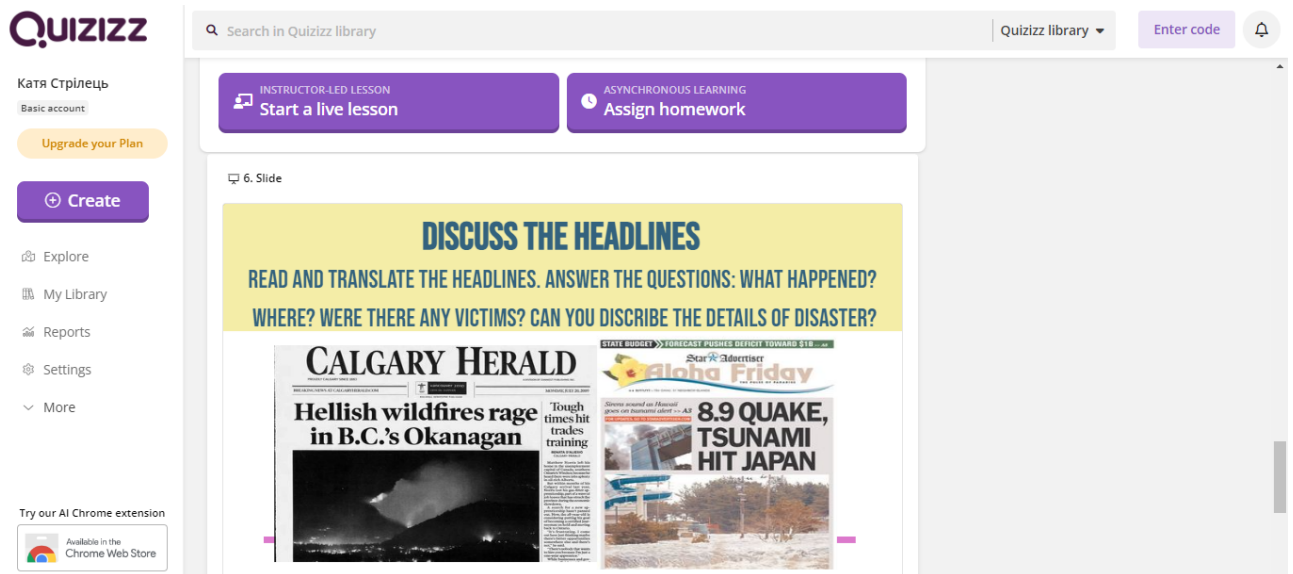 QUIZIZZ
Search in Quizizz library
Quizizz library
Enter code
Катя Стрілець
Basic account
Upgrade your Plan
Create
Explore
My Library
Reports
Settings
More
Try our AI Chrome extension
Available in the
Chrome Web Store
INSTRUCTOR-LED LESSON
Start a live lesson
ASYNCHRONOUS LEARNING
Assign homework
6. Slide
DISCUSS THE HEADLINES
READ AND TRANSLATE THE HEADLINES. ANSWER THE QUESTIONS: WHAT HAPPENED?
WHERE? WERE THERE ANY VICTIMS? CAN YOU DISCRIBE THE DETAILS OF DISASTER?
CALGARY HERALD
Hellish wildfires rage
in B.C.'s Okanagan
Tough
times hit
trades
training
STATE BUDGET
FORECAST PUSHES DEFICIT TOWARD $1B
Star Advertiser
Aloha Friday
Sirens sound as Hawaii
goes on tsunami alert >> A3
8.9 QUAKE,
TSUNAMI
HIT JAPAN